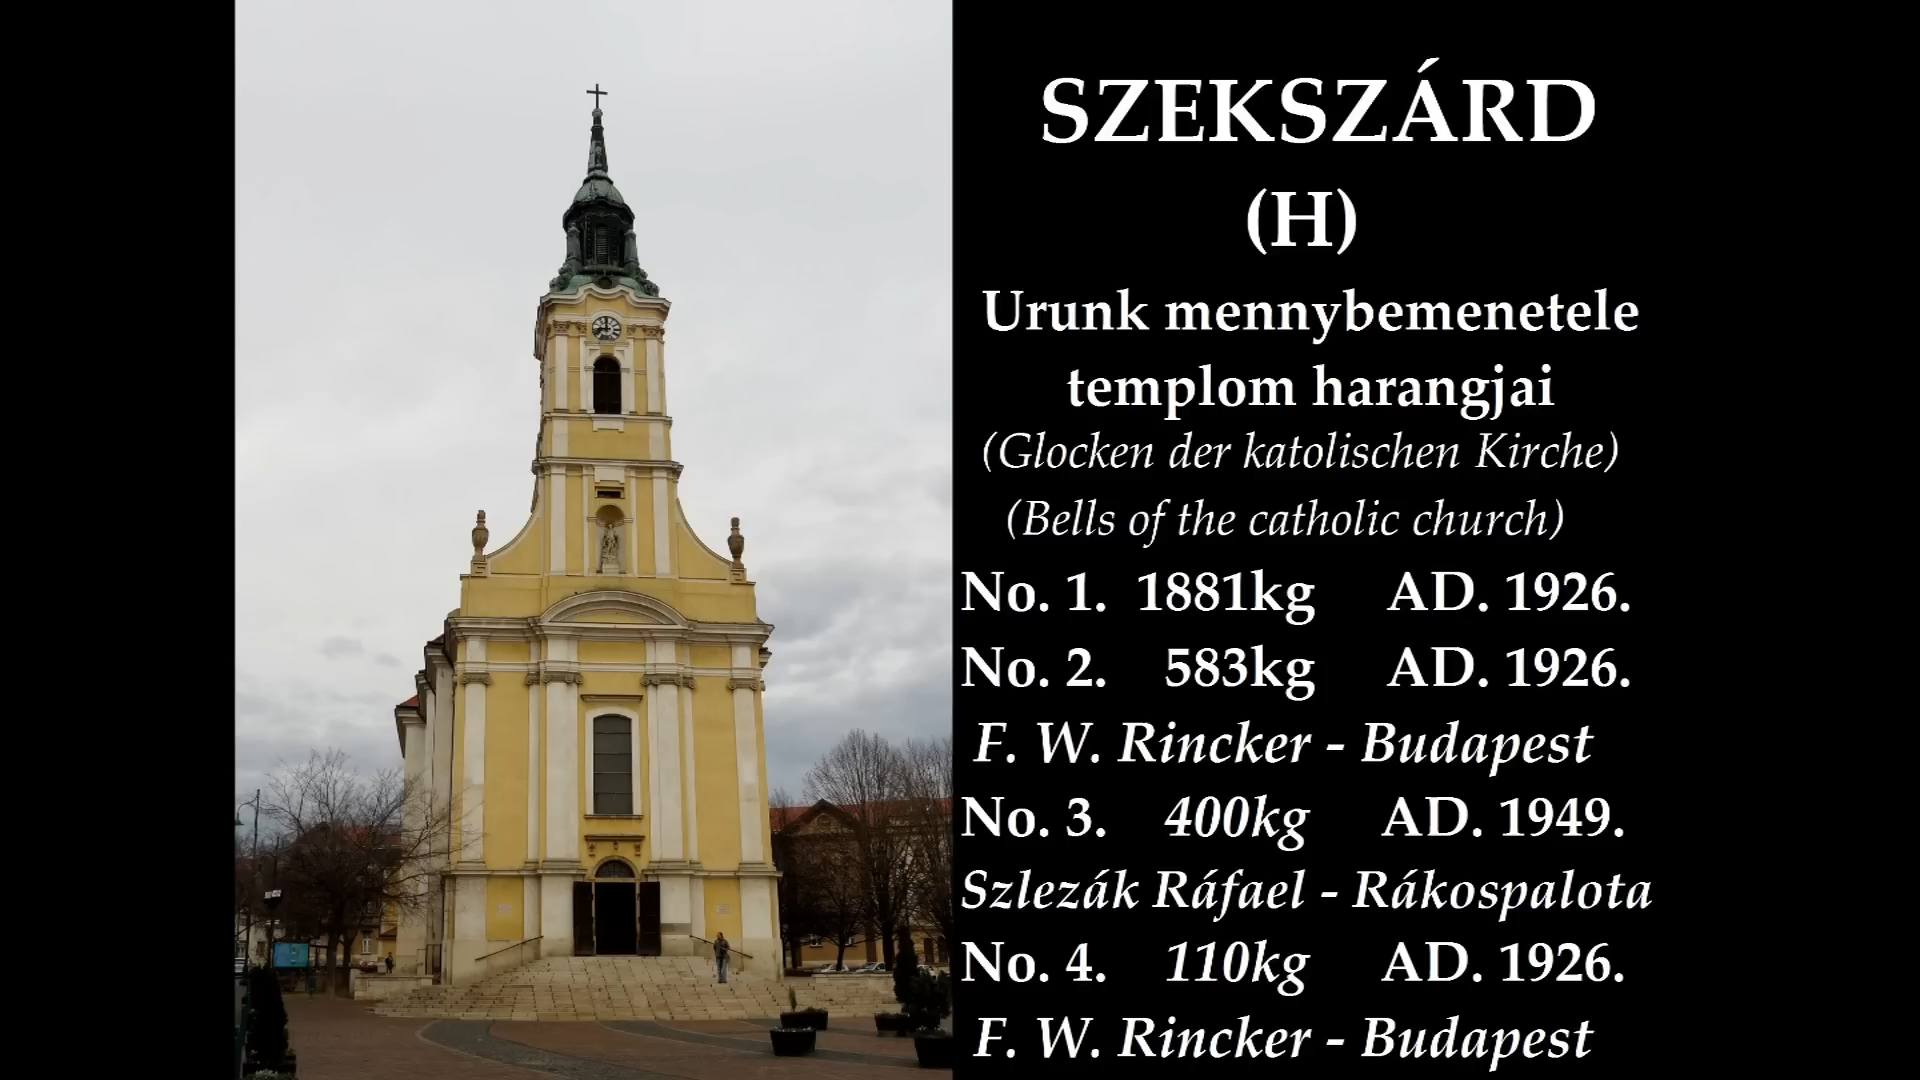 SZEKSZÁRD
(H)
Urunk mennybemenetele
templom harangjai
(Glocken der katolischen Kirche)
(Bells of the catholic church)
No. 1. 1881kg AD. 1926.
No. 2. 583kg AD. 1926.
F. W. Rincker - Budapest
No. 3. 400kg AD. 1949.
Szlezák Ráfael - Rákospalota
No. 4. 110kg AD. 1926.
F. W. Rincker - Budapest